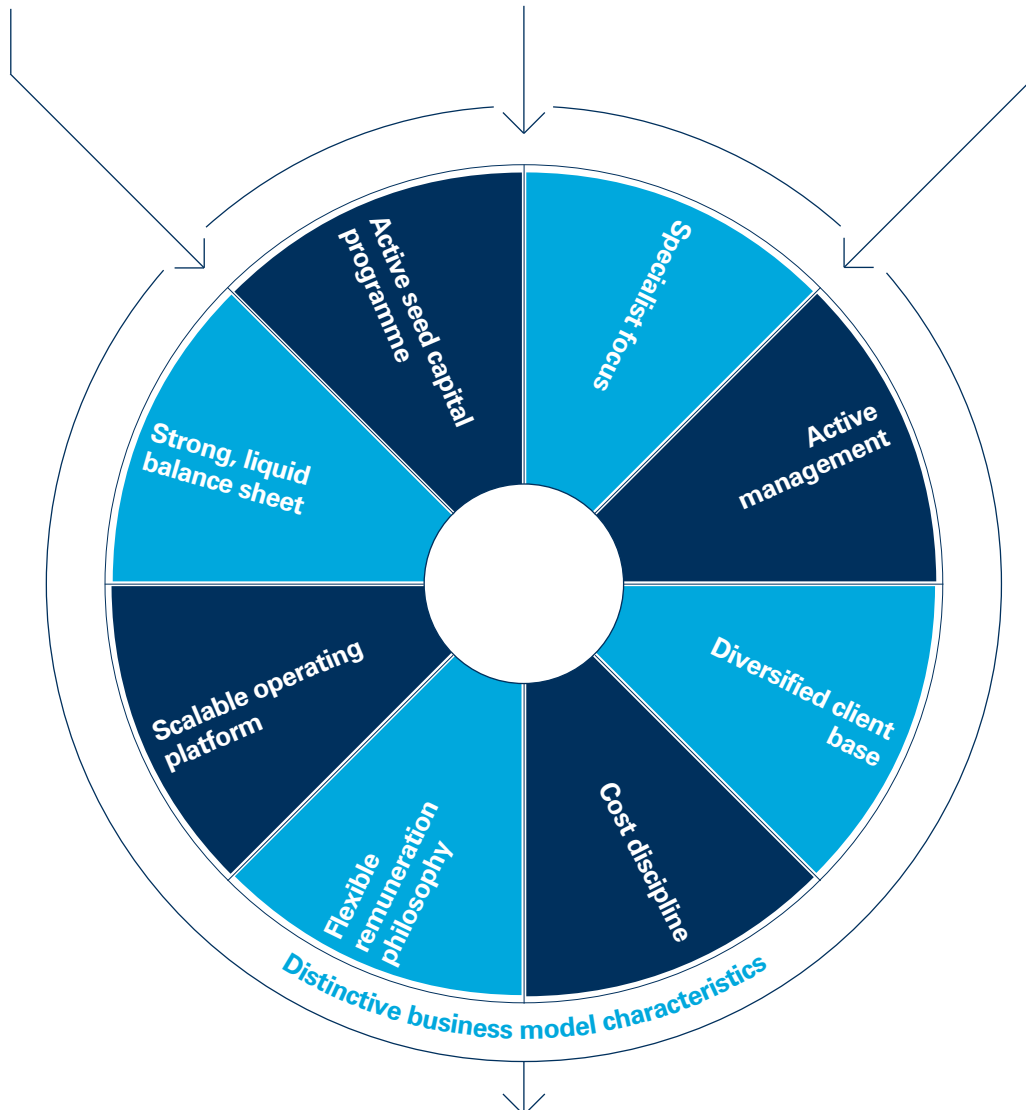 Specialist focus
Active
management
Diversified client
base
Cost discipline
Flexible
remuneration
philosophy
Scalable operating
platform
Strong, liquid
balance sheet
Active seed capital
programme
Distinctive business model characteristics